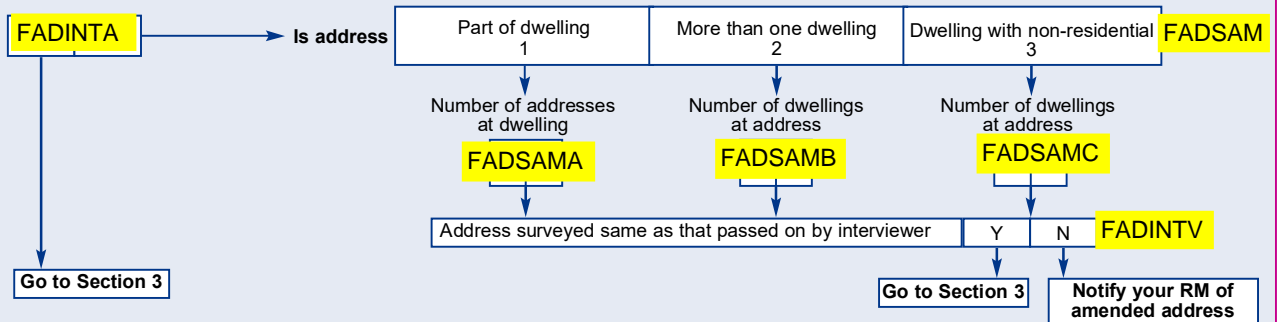 FADINTA
Is address
Part of dwelling
1
More than one dwelling
2
Dwelling with non-residential
3
FADSAM
Number of addresses
at dwelling
Number of dwellings
at address
Number of dwellings
at address
FADSAMA
FADSAMB
FADSAMC
Address surveyed same as that passed on by interviewer
Y
N
FADINTV
Go to Section 3
Go to Section 3
Notify your RM of
amended address